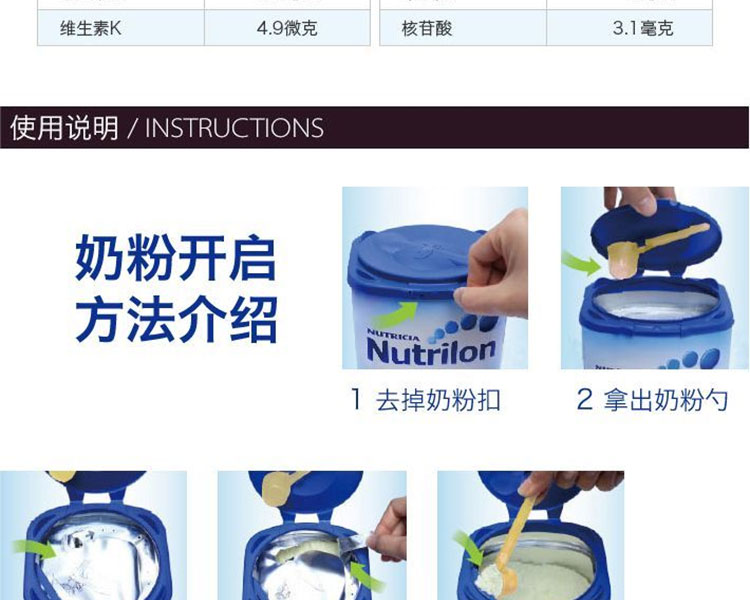 维生素K 4.9微克 核苷酸 3.1毫克
使用说明 / INSTRUCTIONS
奶粉开启
方法介绍
NUTRICIA
Nutrilon
1 去掉奶粉扣
2 拿出奶粉勺